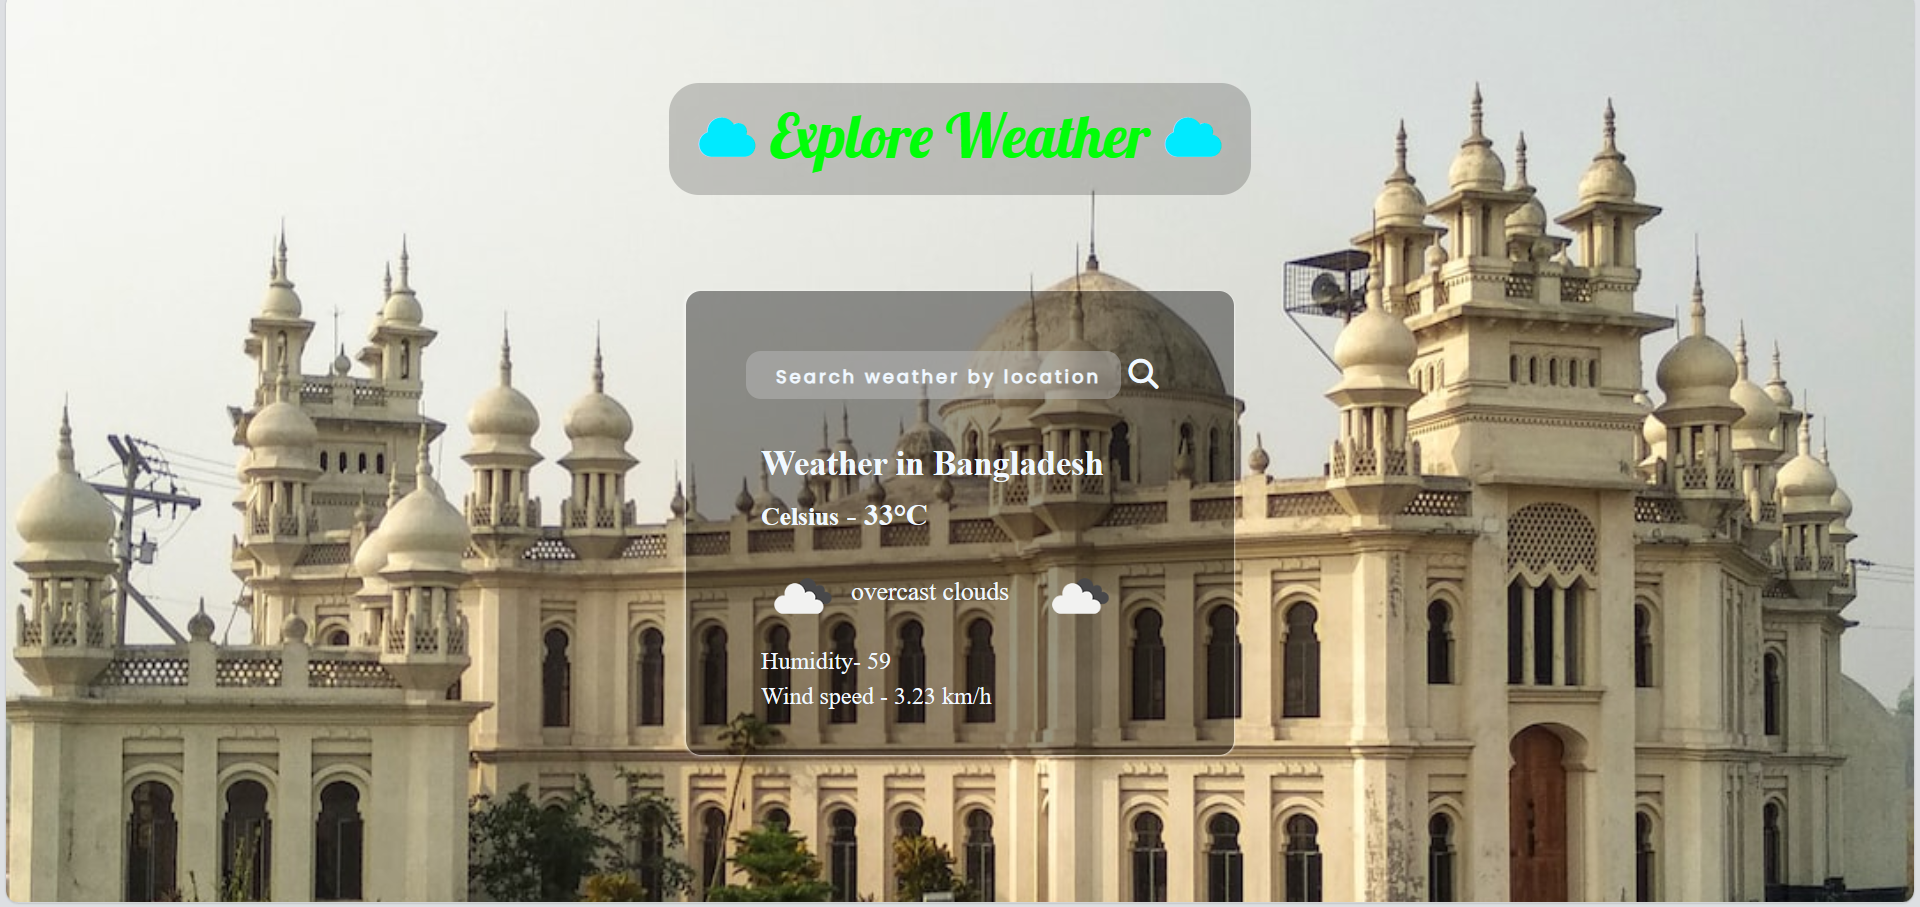 Explore Weather
Search weather by location
Weather in Bangladesh
Celsius - 33°C
overcast clouds
Humidity- 59
Wind speed - 3.23 km/h